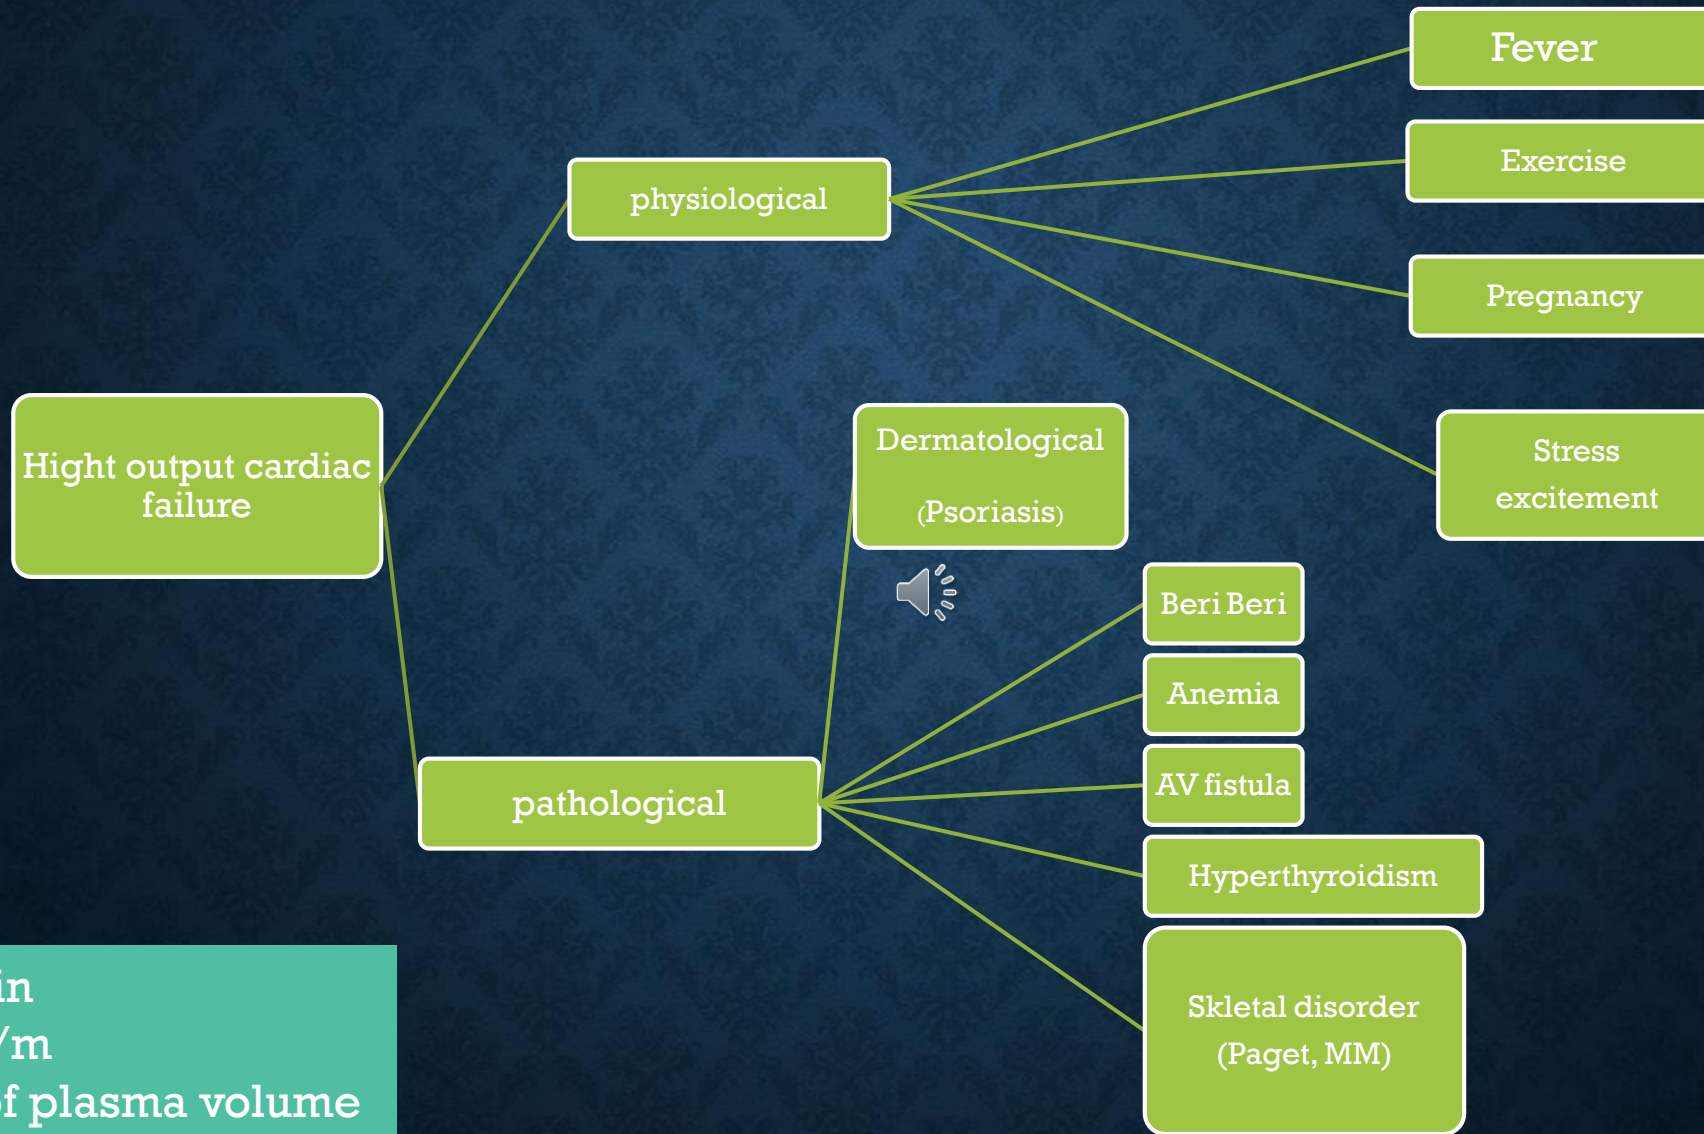 Fever
Exercise
physiological
Pregnancy
Hight output cardiac
failure
Dermatological
(Psoriasis)
Stress
excitement
Beri Beri
Anemia
AV fistula
pathological
Hyperthyroidism
Skletal disorder
(Paget, MM)
in
/m
of plasma volume